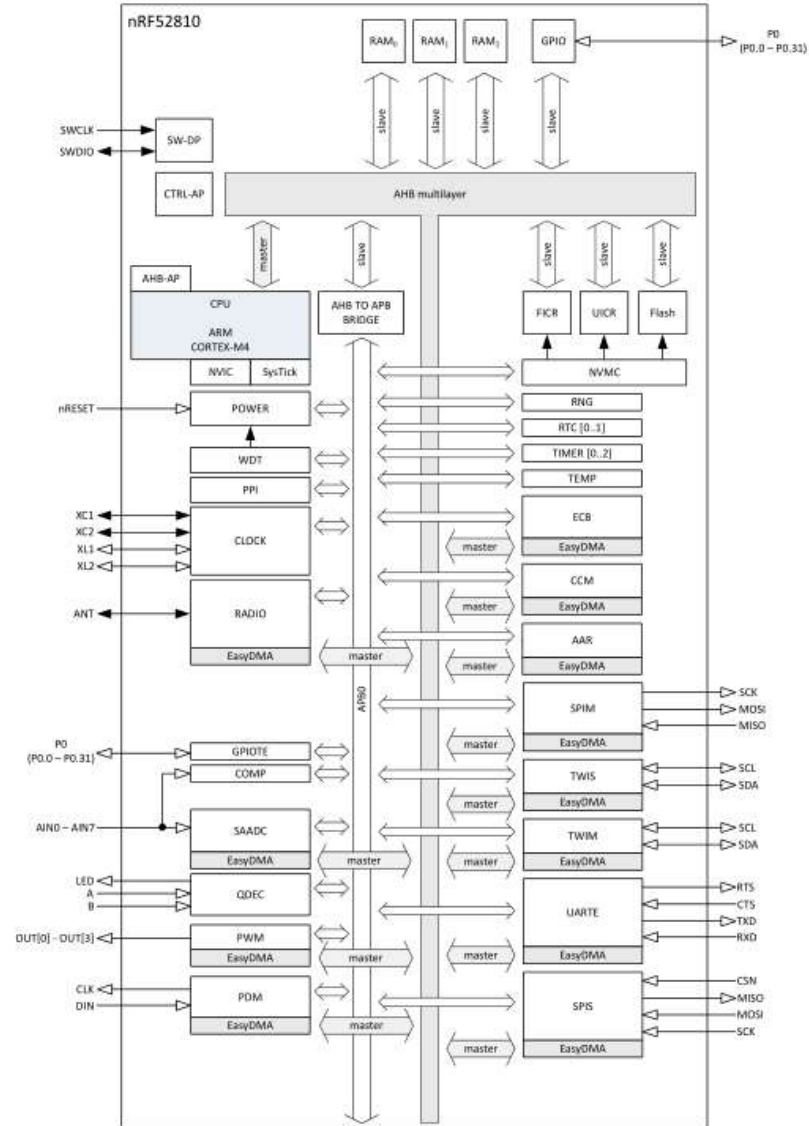 nRF52810
RAM0 RAM1 RAM2 GPIO
P0
(P0.0 – P0.31)
slave slave slave slave
SWCLK
SWDIO
SW-DP
CTRL-AP
AHB multilayer
master slave slave slave slave
AHB-AP
CPU
ARM
CORTEX-M4
AHB TO APB
BRIDGE
FICR UICR Flash
NVIC SysTick
NVMC
nRESET
POWER
RNG
RTC [0..1]
WDT
TIMER [0..2]
PPI
TEMP
XC1
XC2
XL1
XL2
CLOCK
ECB
master EasyDMA
ANT
RADIO
EasyDMA master
CCM
master EasyDMA
AAR
master EasyDMA
APB0
SPIM
SCK
MOSI
MISO
master EasyDMA
P0
(P0.0 – P0.31)
GPIOTE
COMP
TWIS
SCL
SDA
master EasyDMA
AIN0 – AIN7
SAADC
EasyDMA master
TWIM
SCL
SDA
master EasyDMA
LED
A
B
QDEC
UARTE
RTS
CTS
TXD
RXD
master EasyDMA
OUT[0] - OUT[3]
PWM
EasyDMA master
CLK
DIN
PDM
EasyDMA master
SPIS
CSN
MISO
MOSI
SCK
master EasyDMA